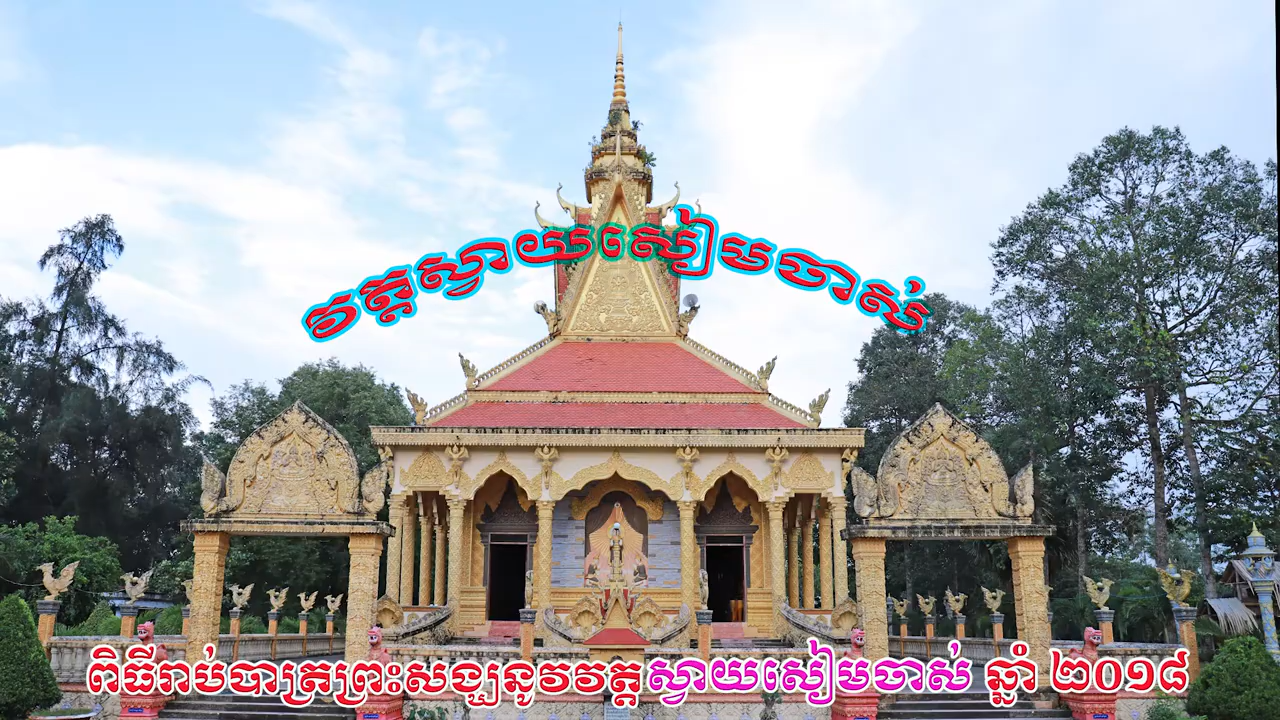 វត្តស្វាយសៀមចាស់
ពិធីរាប់បាត្រព្រះសង្ឃនូវវត្តស្វាយសៀមចាស់ ឆ្នាំ ២០១៨